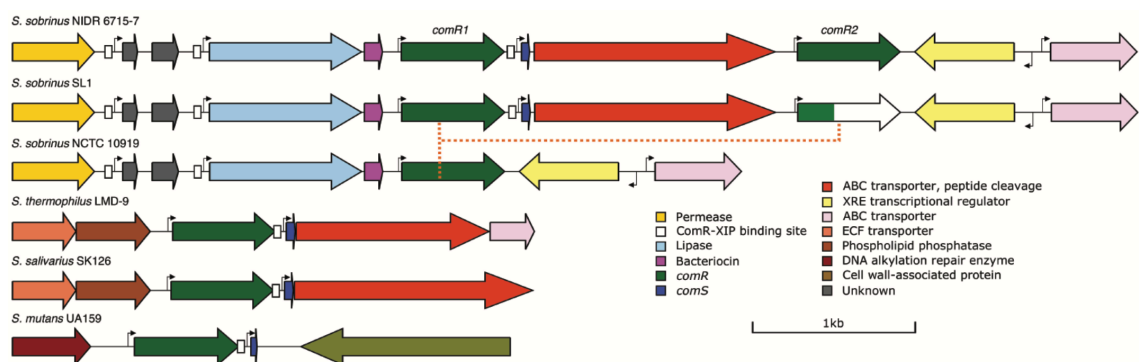 S. sobrinus NIDR 6715-7
comR1
comR2
S. sobrinus SL1
S. sobrinus NCTC 10919
S. thermophilus LMD-9
S. salivarius SK126
S. mutans UA159
Permease
ComR-XIP binding site
Lipase
Bacteriocin
comR
comS
ABC transporter, peptide cleavage
XRE transcriptional regulator
ABC transporter
ECF transporter
Phospholipid phosphatase
DNA alkylation repair enzyme
Cell wall-associated protein
Unknown
1kb